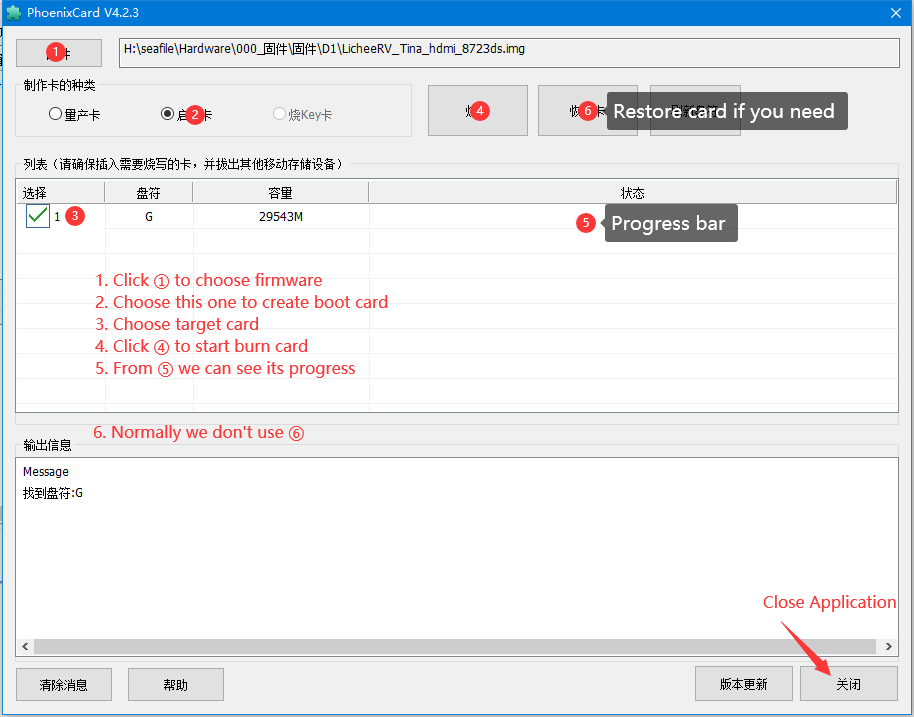 PhoenixCard V4.2.3
1
H:\seafile\Hardware\000_固件\固件\D1\LicheeRV_Tina_hdmi_8723ds.img
制作卡的种类
量产卡
2
卡
烧Key卡
4
6
Restore card if you need
列表（请确保插入需要烧写的卡，并拔出其他移动存储设备）
选择 盘符 容量 状态
1 3 G 29543M
5 Progress bar
1. Click ① to choose firmware
2. Choose this one to create boot card
3. Choose target card
4. Click ④ to start burn card
5. From ⑤ we can see its progress
6. Normally we don't use ⑥
输出信息
Message
找到盘符:G
Close Application
清除消息 帮助 版本更新 关闭